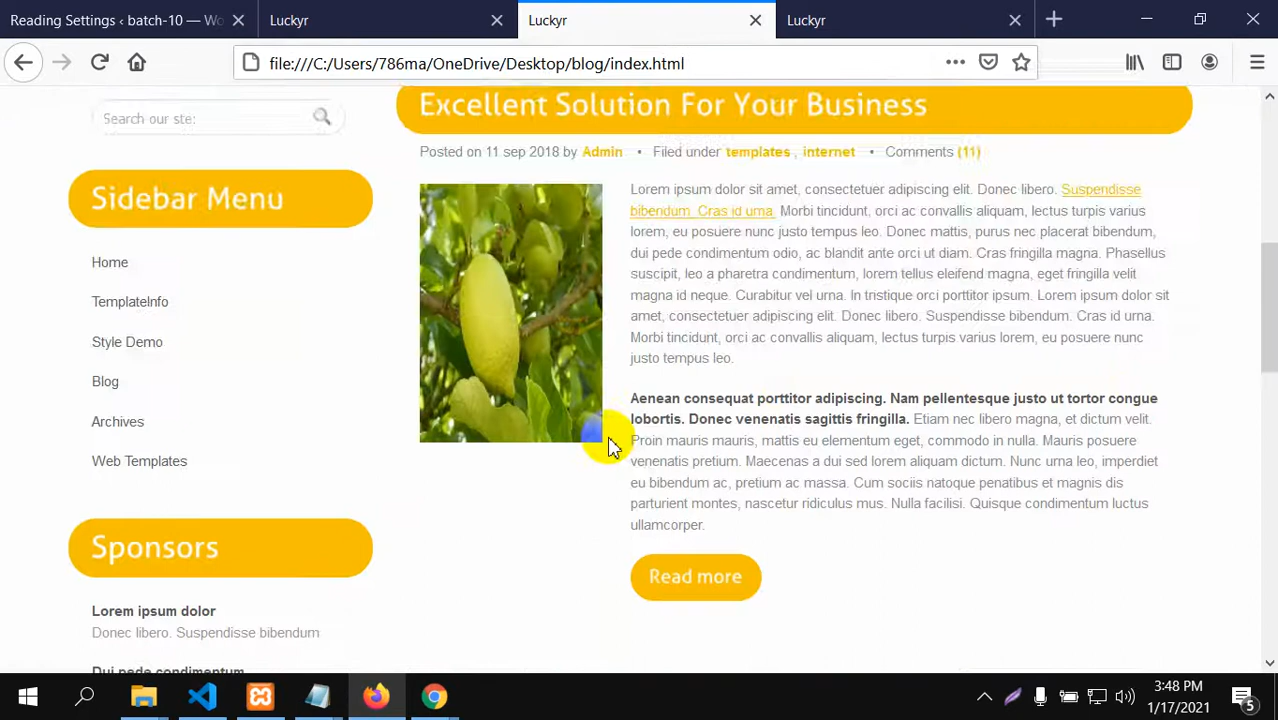 Reading Settings ‹ batch-10 — Wo
Luckyr
Luckyr
Luckyr
file:///C:/Users/786ma/OneDrive/Desktop/blog/index.html
Search our ste:
Sidebar Menu
Home
TemplateInfo
Style Demo
Blog
Archives
Web Templates
Sponsors
Lorem ipsum dolor
Donec libero. Suspendisse bibendum
Dui pede condimentum
Excellent Solution For Your Business
Posted on 11 sep 2018 by Admin • Filed under templates , internet • Comments (11)
Lorem ipsum dolor sit amet, consectetuer adipiscing elit. Donec libero. Suspendisse
bibendum. Cras id urna. Morbi tincidunt, orci ac convallis aliquam, lectus turpis varius
lorem, eu posuere nunc justo tempus leo. Donec mattis, purus nec placerat bibendum,
dui pede condimentum odio, ac blandit ante orci ut diam. Cras fringilla magna. Phasellus
suscipit, leo a pharetra condimentum, lorem tellus eleifend magna, eget fringilla velit
magna id neque. Curabitur vel urna. In tristique orci porttitor ipsum. Lorem ipsum dolor sit
amet, consectetuer adipiscing elit. Donec libero. Suspendisse bibendum. Cras id urna.
Morbi tincidunt, orci ac convallis aliquam, lectus turpis varius lorem, eu posuere nunc
justo tempus leo.
Aenean consequat porttitor adipiscing. Nam pellentesque justo ut tortor congue
lobortis. Donec venenatis sagittis fringilla. Etiam nec libero magna, et dictum velit.
Proin mauris mauris, mattis eu elementum eget, commodo in nulla. Mauris posuere
venenatis pretium. Maecenas a dui sed lorem aliquam dictum. Nunc urna leo, imperdiet
eu bibendum ac, pretium ac massa. Cum sociis natoque penatibus et magnis dis
parturient montes, nascetur ridiculus mus. Nulla facilisi. Quisque condimentum luctus
ullamcorper.
Read more
3:48 PM
1/17/2021
5